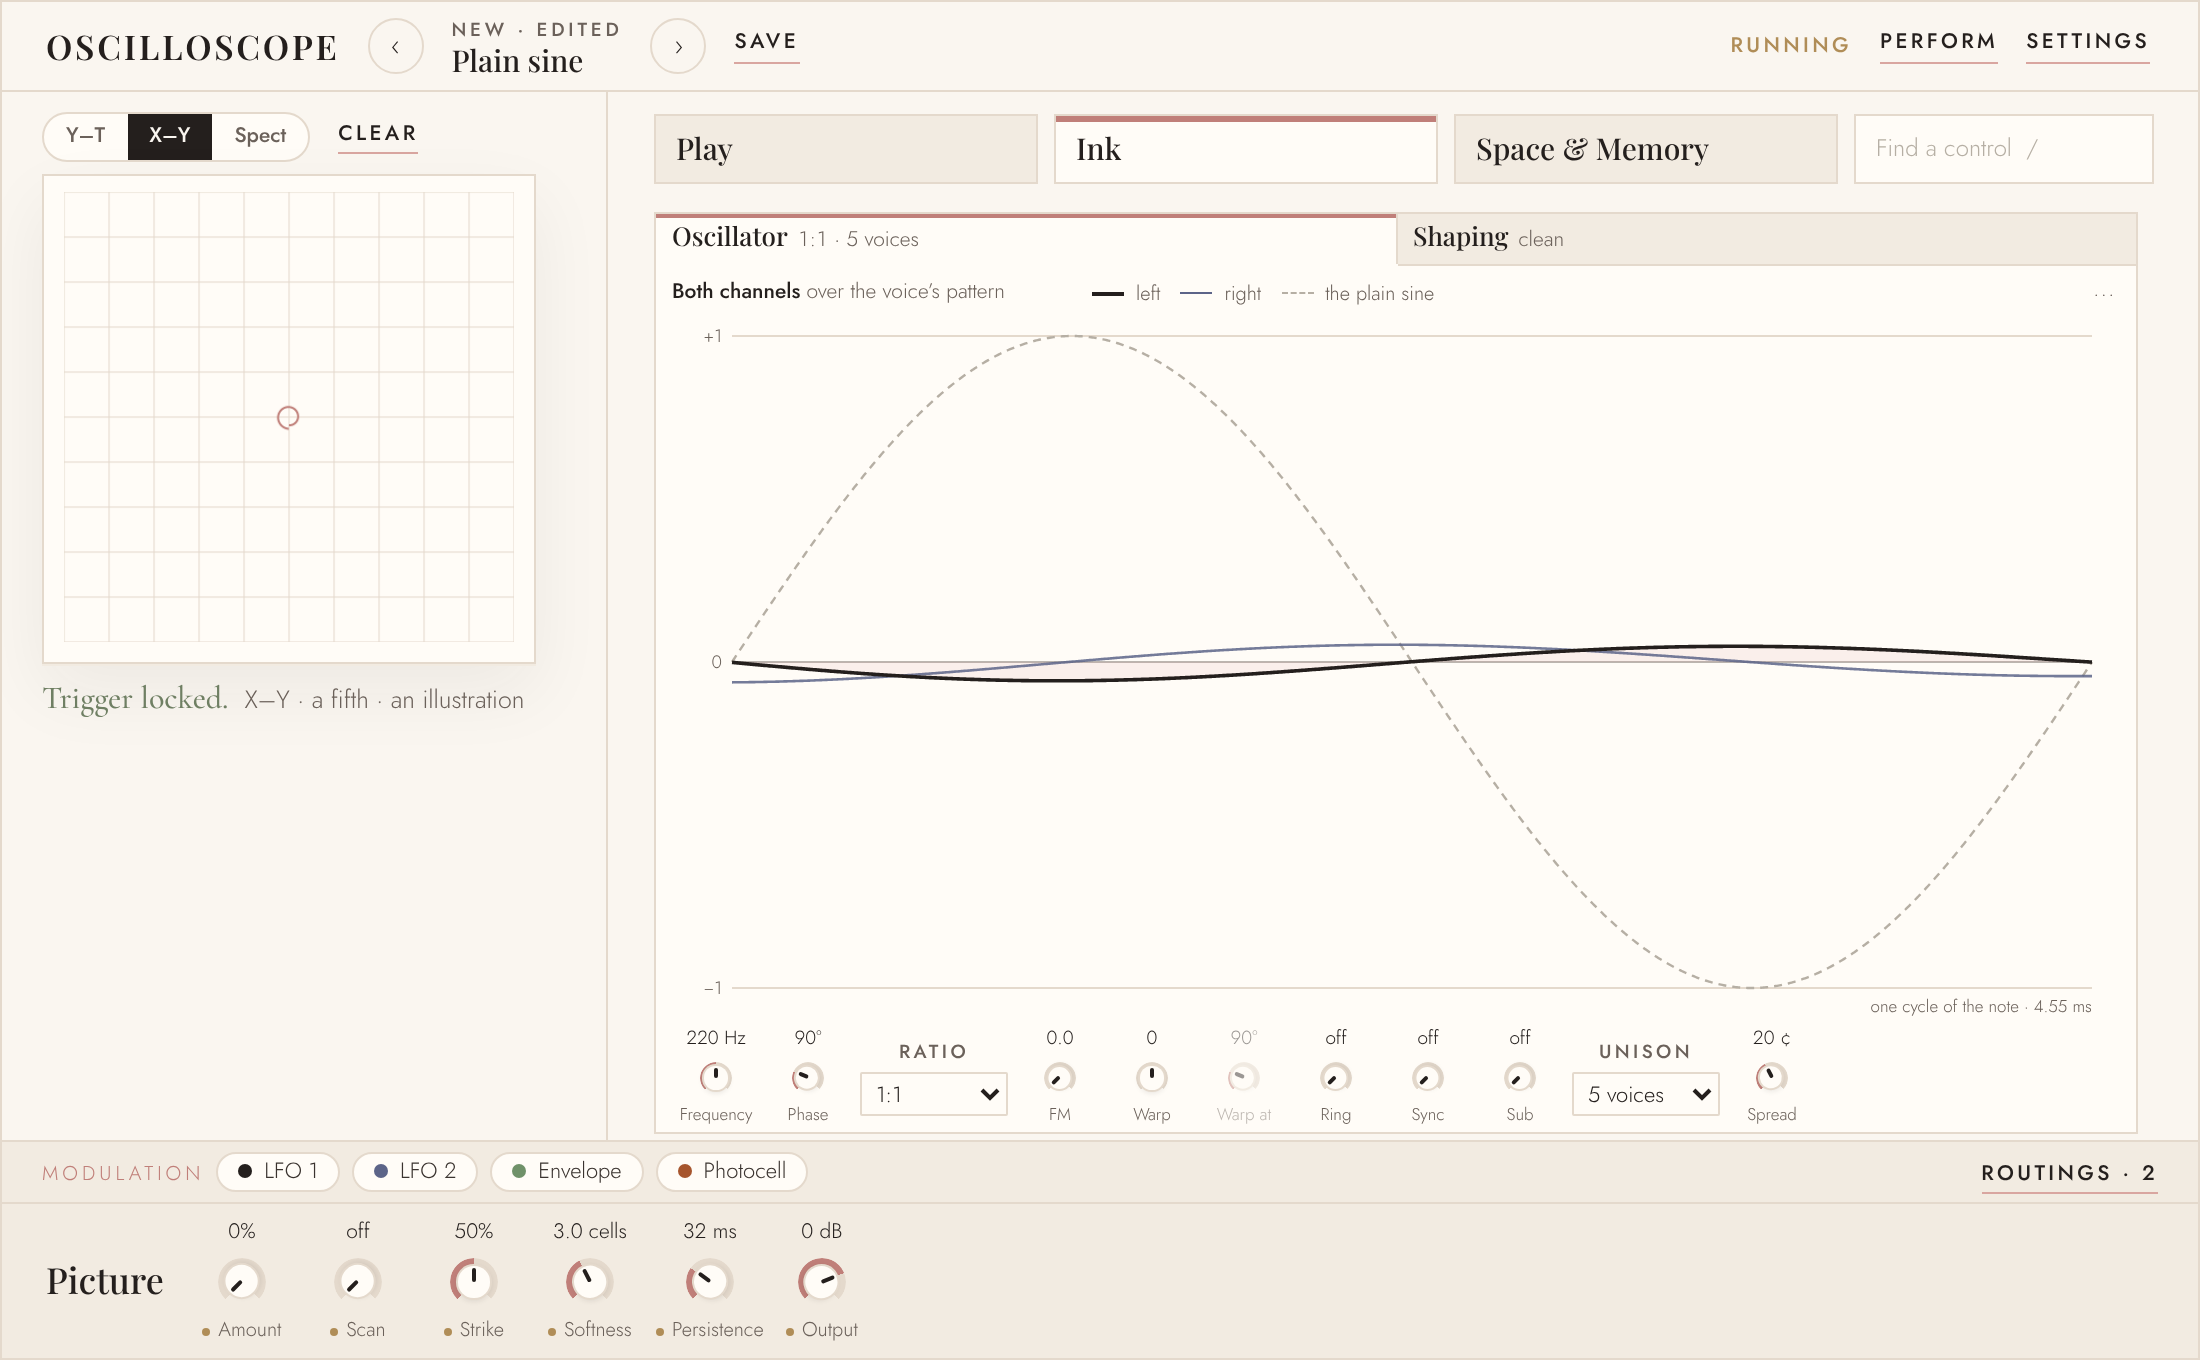 OSCILLOSCOPE
‹
NEW · EDITED
Plain sine
›
SAVE
RUNNING
PERFORM
SETTINGS
Y–T
X–Y
Spect
CLEAR
Play
Ink
Space & Memory
Find a control /
Oscillator 1:1 · 5 voices
Shaping clean
Both channels over the voice’s pattern
left
right
the plain sine
...
+1
0
−1
one cycle of the note · 4.55 ms
Trigger locked. X–Y · a fifth · an illustration
220 Hz
Frequency
90°
Phase
RATIO
1:1
0.0
FM
0
Warp
90°
Warp at
off
Ring
off
Sync
off
Sub
UNISON
5 voices
20 ¢
Spread
MODULATION
LFO 1
LFO 2
Envelope
Photocell
ROUTINGS · 2
Picture
0%
Amount
off
Scan
50%
Strike
3.0 cells
Softness
32 ms
Persistence
0 dB
Output